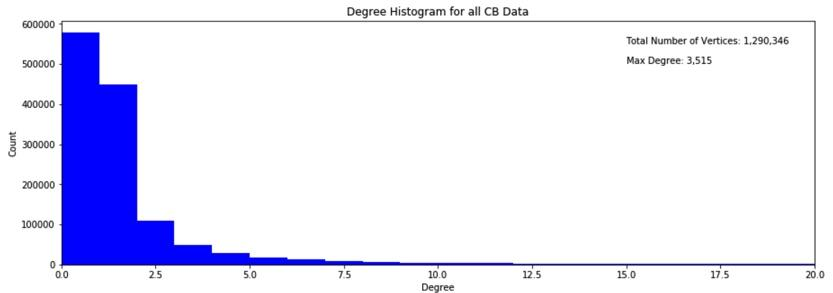 Degree Histogram for all CB Data
600000
Total Number of Vertices: 1,290,346
500000
Max Degree: 3,515
400000
300000
200000
100000
0
Count
0.0 2.5 5.0 7.5 10.0 12.5 15.0 17.5 20.0
Degree